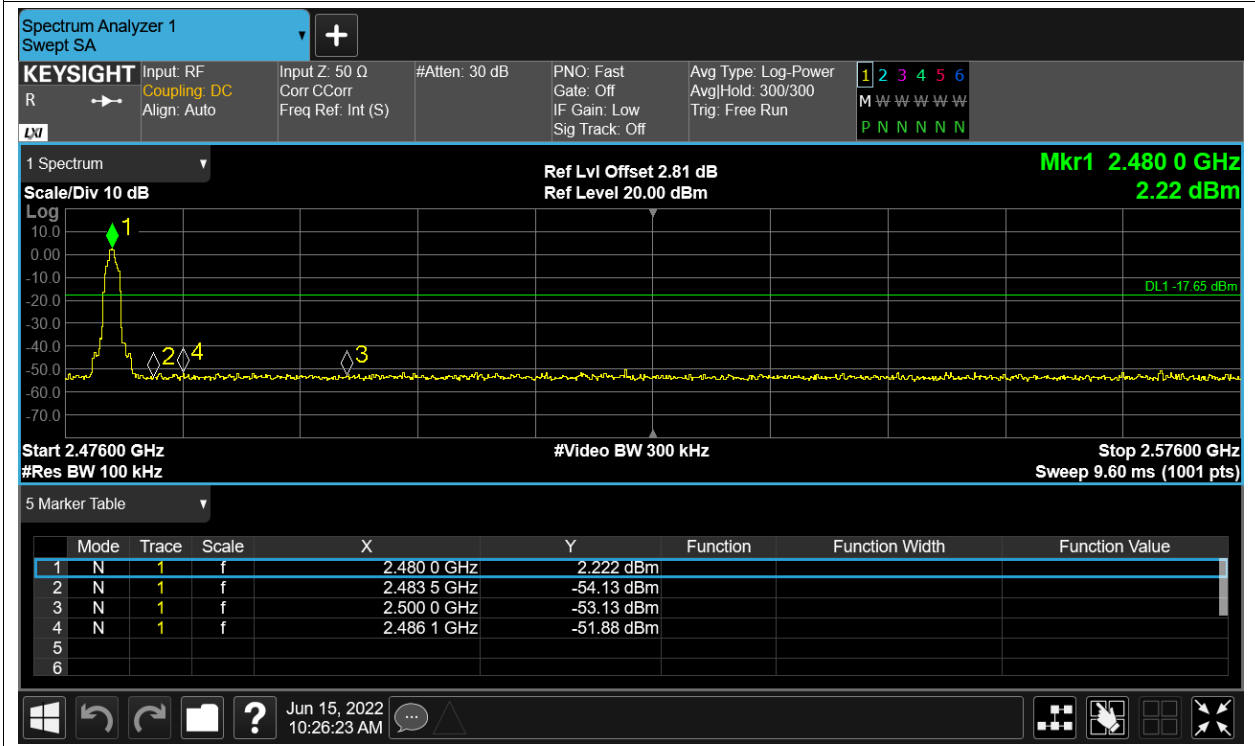 Spectrum Analyzer 1
Swept SA
KEYSIGHT Input: RF Input Z: 50 Ω #Atten: 30 dB PNO: Fast Avg Type: Log-Power 1 2 3 4 5 6
R Coupling: DC Corr CCorr Gate: Off Avg|Hold: 300/300 M W W W W W
Align: Auto Freq Ref: Int (S) IF Gain: Low Trig: Free Run
LXI Sig Track: Off P N N N N N
1 Spectrum Ref Lvl Offset 2.81 dB Mkr1 2.480 0 GHz
Scale/Div 10 dB Ref Level 20.00 dBm 2.22 dBm
Log
1
10.0
0.00
-10.0
DL1 -17.65 dBm
-20.0
-30.0
-40.0
2 4 3
-50.0
-60.0
-70.0
Start 2.47600 GHz #Video BW 300 kHz Stop 2.57600 GHz
#Res BW 100 kHz Sweep 9.60 ms (1001 pts)
5 Marker Table
Mode Trace Scale X Y Function Function Width Function Value
1 N 1 f 2.480 0 GHz 2.222 dBm
2 N 1 f 2.483 5 GHz -54.13 dBm
3 N 1 f 2.500 0 GHz -53.13 dBm
4 N 1 f 2.486 1 GHz -51.88 dBm
5
6
? Jun 15, 2022
10:26:23 AM